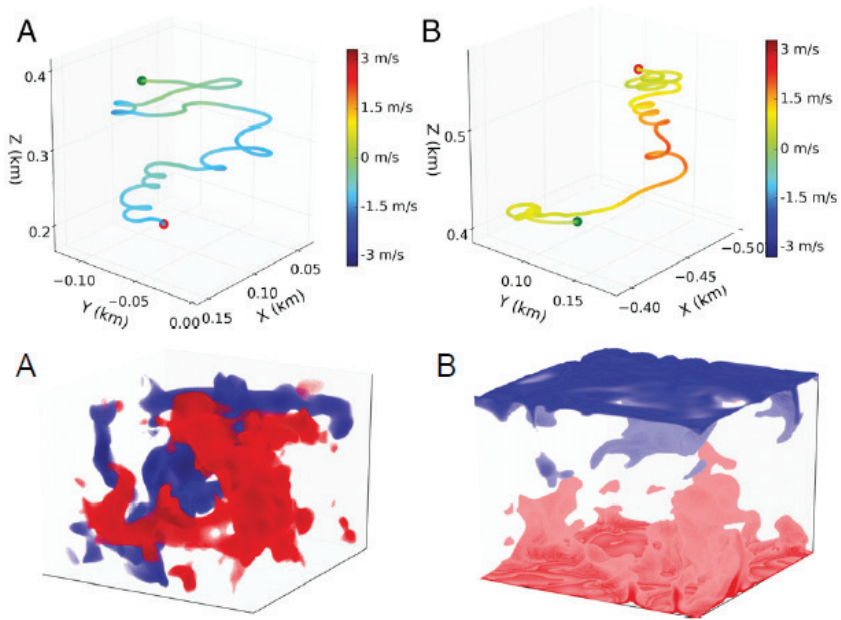 A
0.4
0.3
0.2
Z (km)
−0.10
−0.05
0.00
Y (km)
0.15
0.10
0.05
X (km)
3 m/s
1.5 m/s
0 m/s
-1.5 m/s
-3 m/s
B
0.5
0.4
Z (km)
0.10
0.15
Y (km)
−0.40
−0.45
−0.50
X (km)
3 m/s
1.5 m/s
0 m/s
-1.5 m/s
-3 m/s
A
B